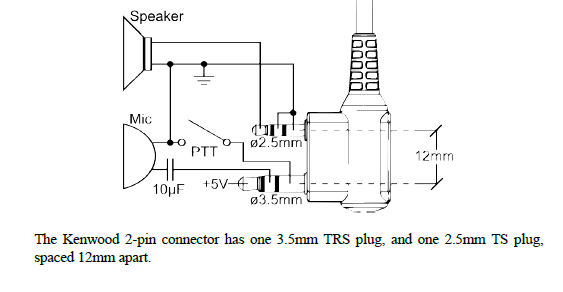 Speaker
Mic
PTT
ø2.5mm
12mm
10µF
+5V
ø3.5mm
The Kenwood 2-pin connector has one 3.5mm TRS plug, and one 2.5mm TS plug,
spaced 12mm apart.